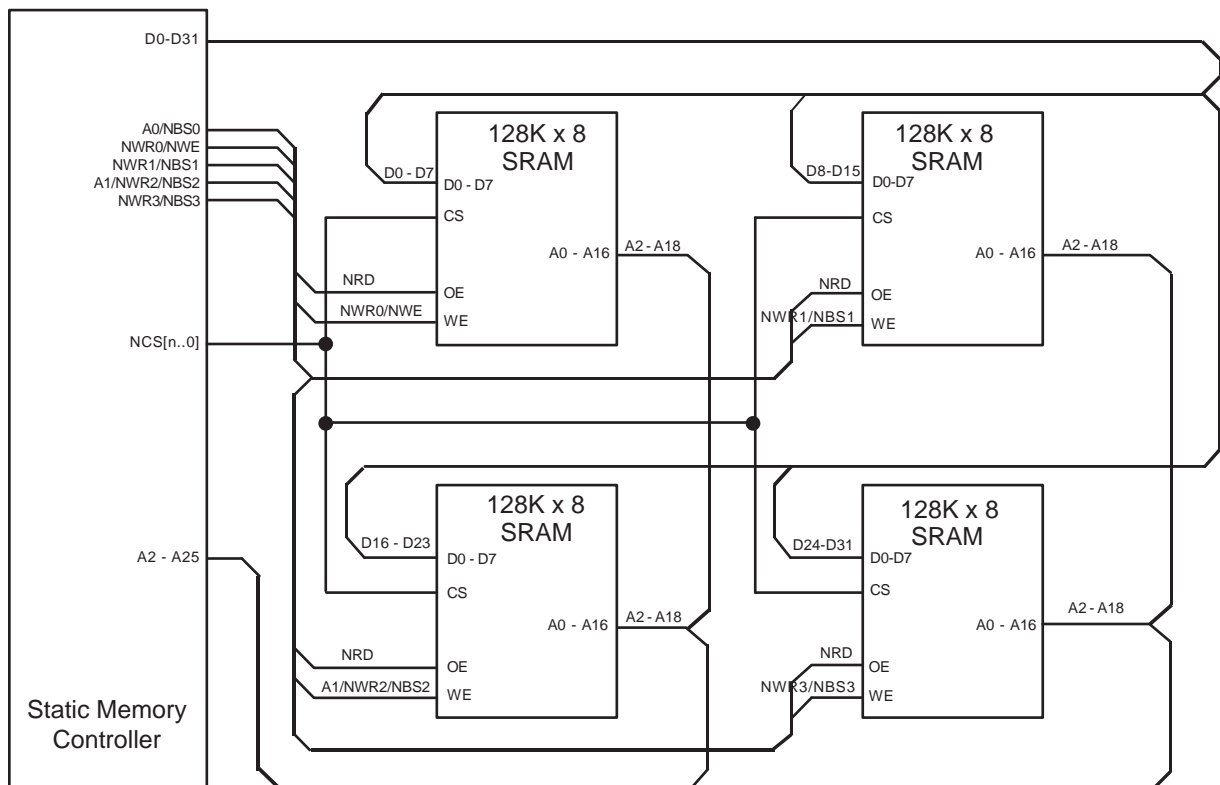 D0-D31
A0/NBS0
NWR0/NWE
NWR1/NBS1
A1/NWR2/NBS2
NWR3/NBS3
NCS[n..0]
A2 - A25
Static Memory
Controller
128K x 8
SRAM
D0 - D7
D0 - D7
CS
A0 - A16
A2 - A18
NRD
OE
NWR0/NWE
WE
128K x 8
SRAM
D8-D15
D0-D7
CS
A0 - A16
A2 - A18
NRD
OE
NWR1/NBS1
WE
128K x 8
SRAM
D16 - D23
D0 - D7
CS
A0 - A16
A2 - A18
NRD
OE
A1/NWR2/NBS2
WE
128K x 8
SRAM
D24-D31
D0-D7
CS
A0 - A16
A2 - A18
NRD
OE
NWR3/NBS3
WE